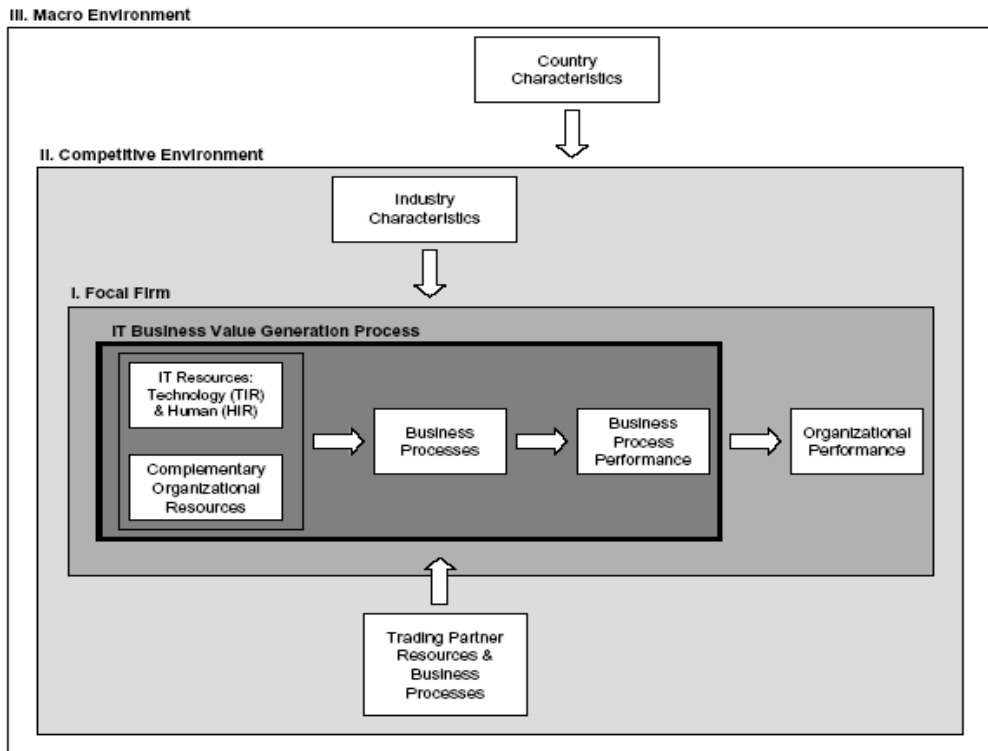 III. Macro Environment
Country
Characteristics
II. Competitive Environment
Industry
Characteristics
I. Focal Firm
IT Business Value Generation Process
IT Resources:
Technology (TIR)
& Human (HIR)
Complementary
Organizational
Resources
Business
Processes
Business
Process
Performance
Organizational
Performance
Trading Partner
Resources &
Business
Processes